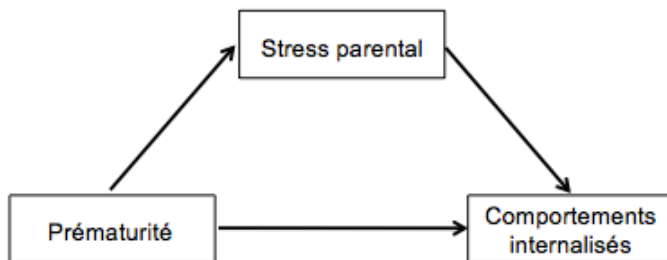 Stress parental
Prématurité
Comportements
internalisés